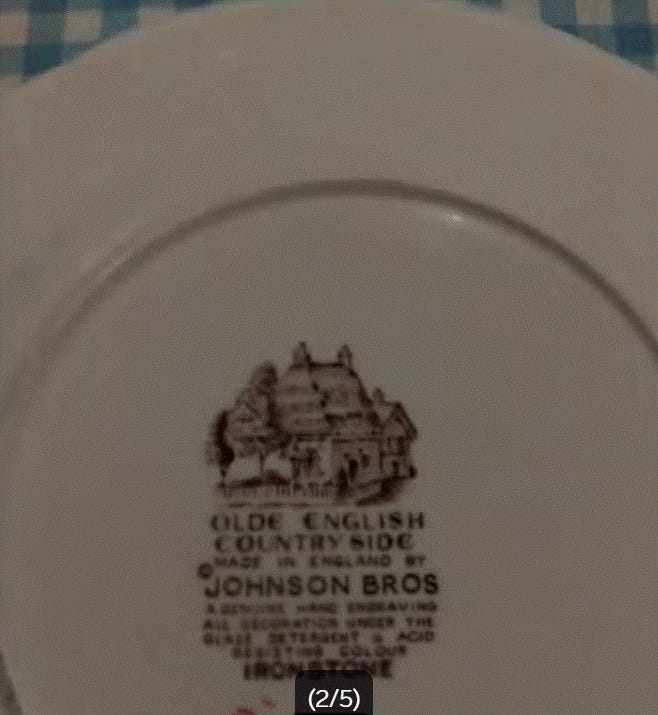 OLDE ENGLISH
COUNTRYSIDE
MADE IN ENGLAND BY
©JOHNSON BROS
A GENUINE HAND ENGRAVING
ALL DECORATION UNDER THE
GLAZE DETERGENT & ACID
RESISTING COLOUR
IRONSTONE
(2/5)